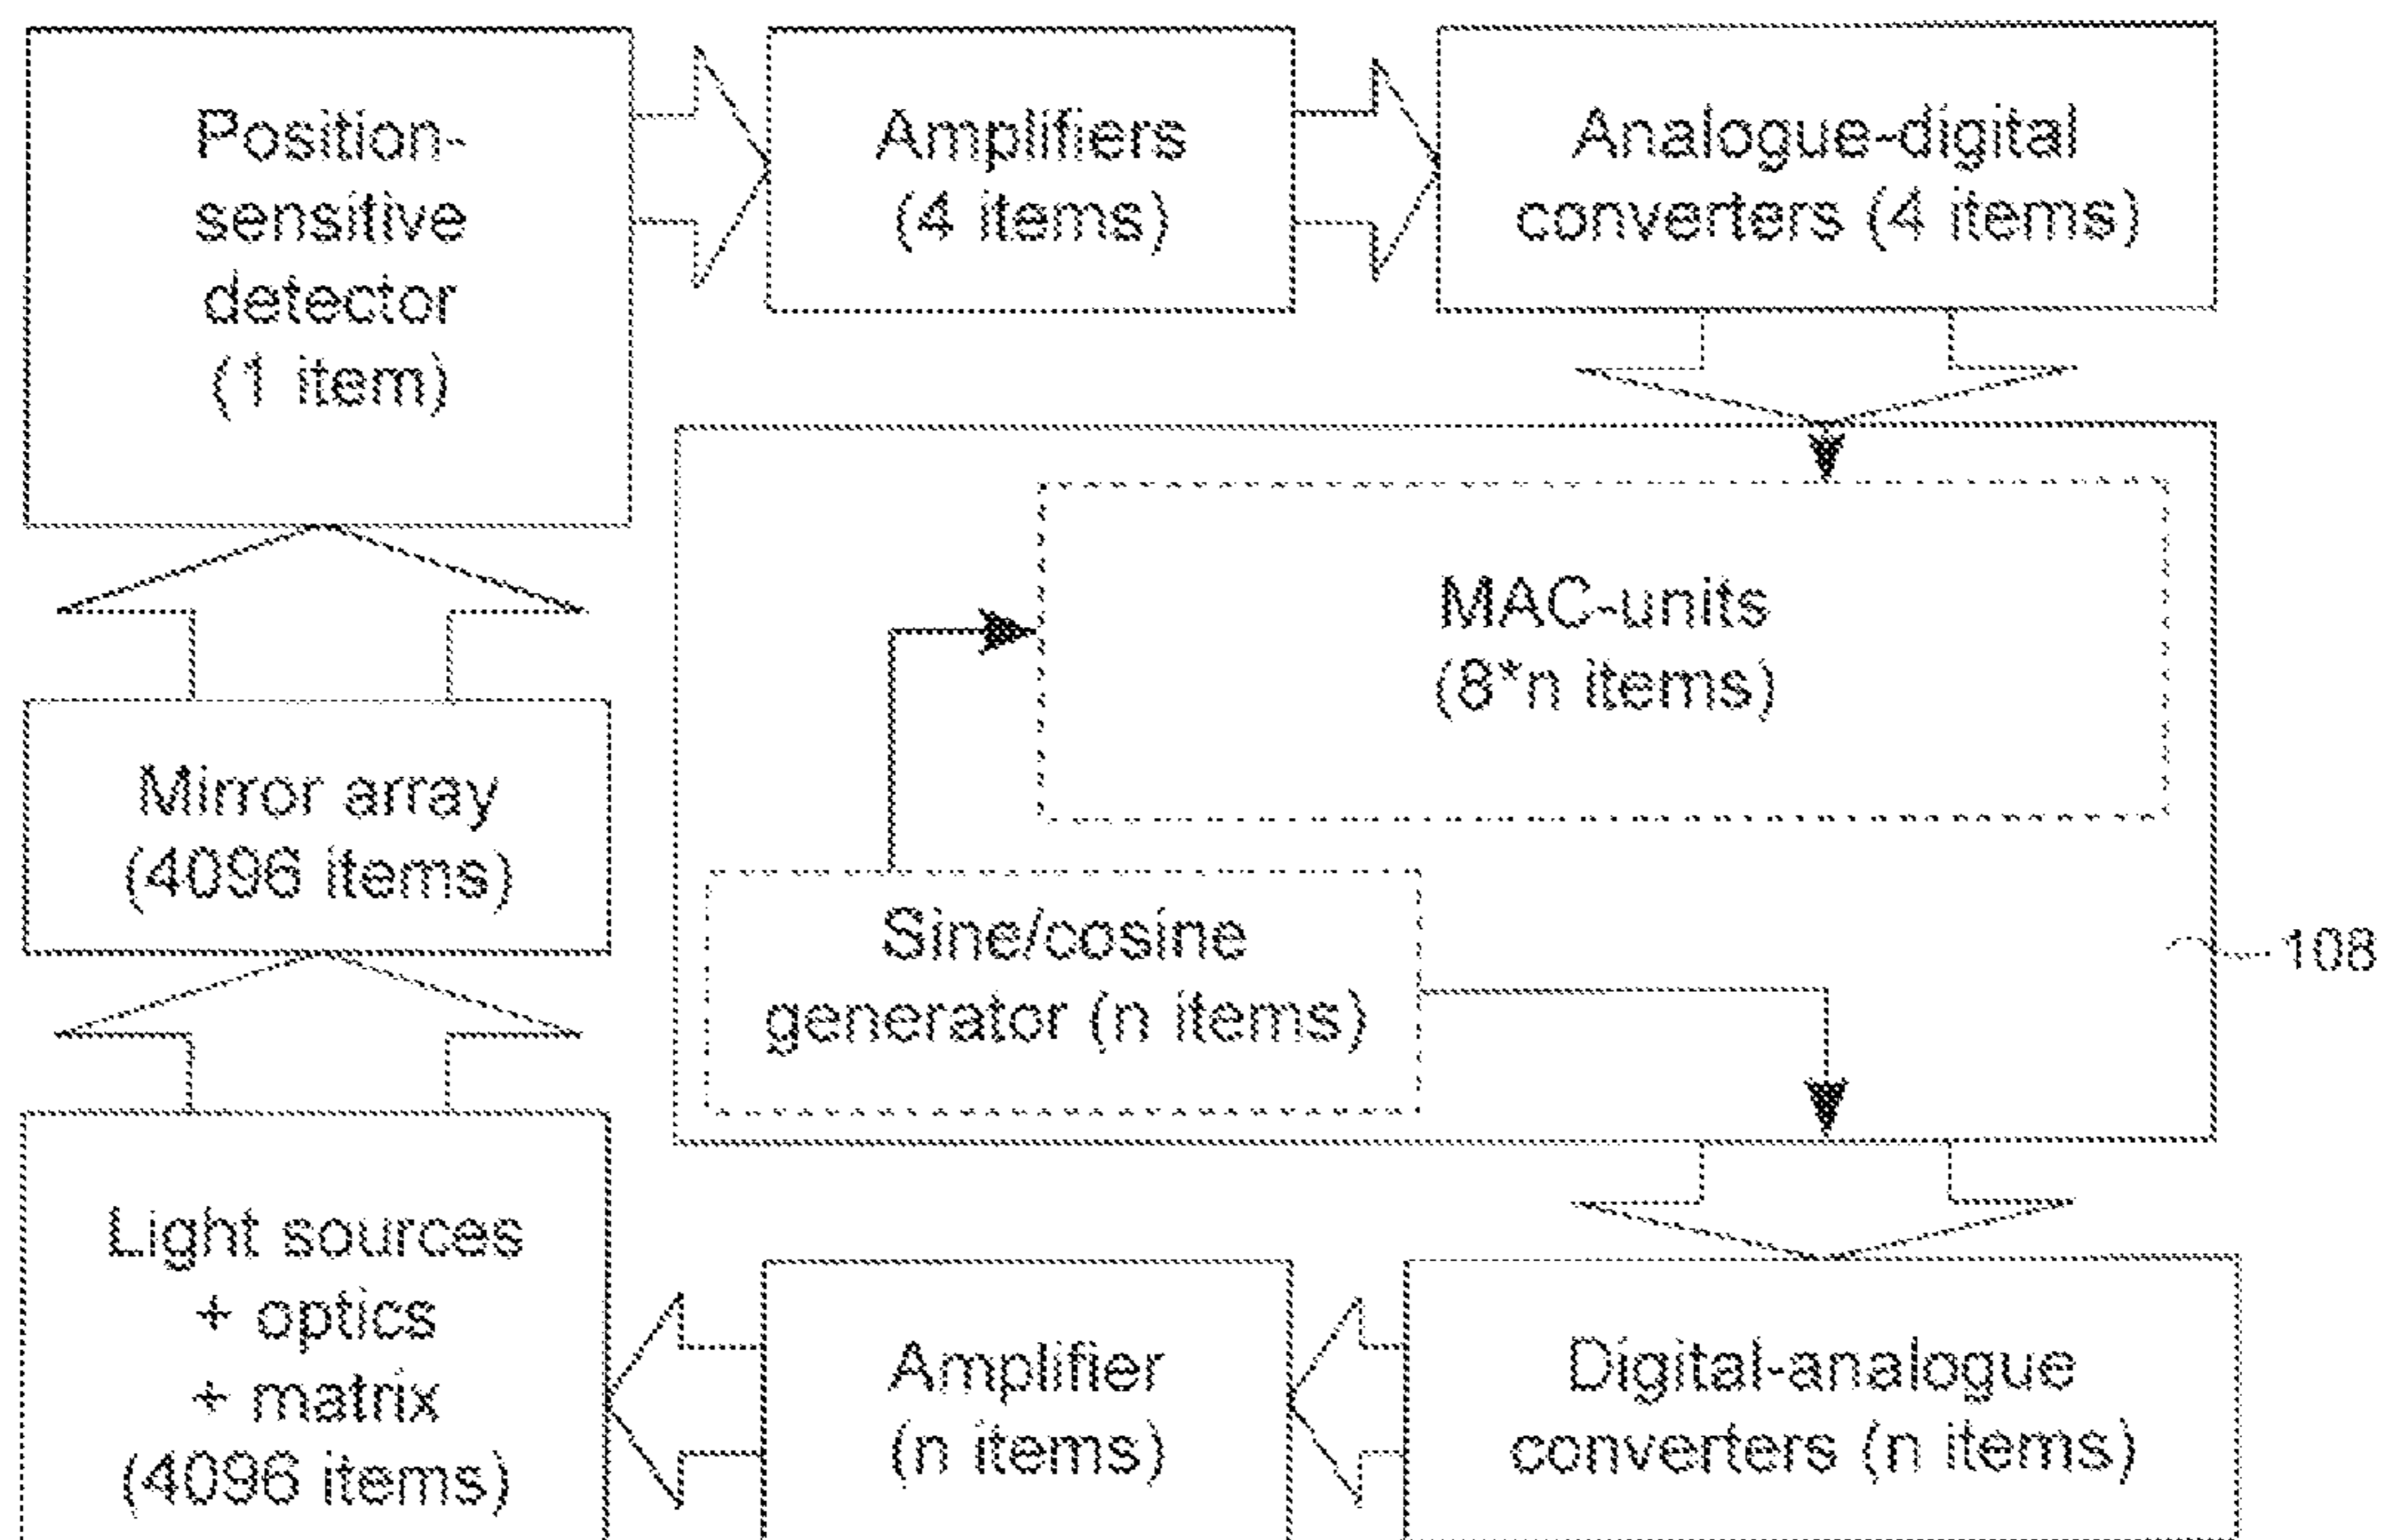 Position-
sensitive
detector
(1 item)
Amplifiers
(4 items)
Analogue-digital
converters (4 items)
MAC-units
(8*n items)
Mirror array
(4096 items)
Sine/cosine
generator (n items)
108
Light sources
+ optics
+ matrix
(4096 items)
Amplifier
(n items)
Digital-analogue
converters (n items)